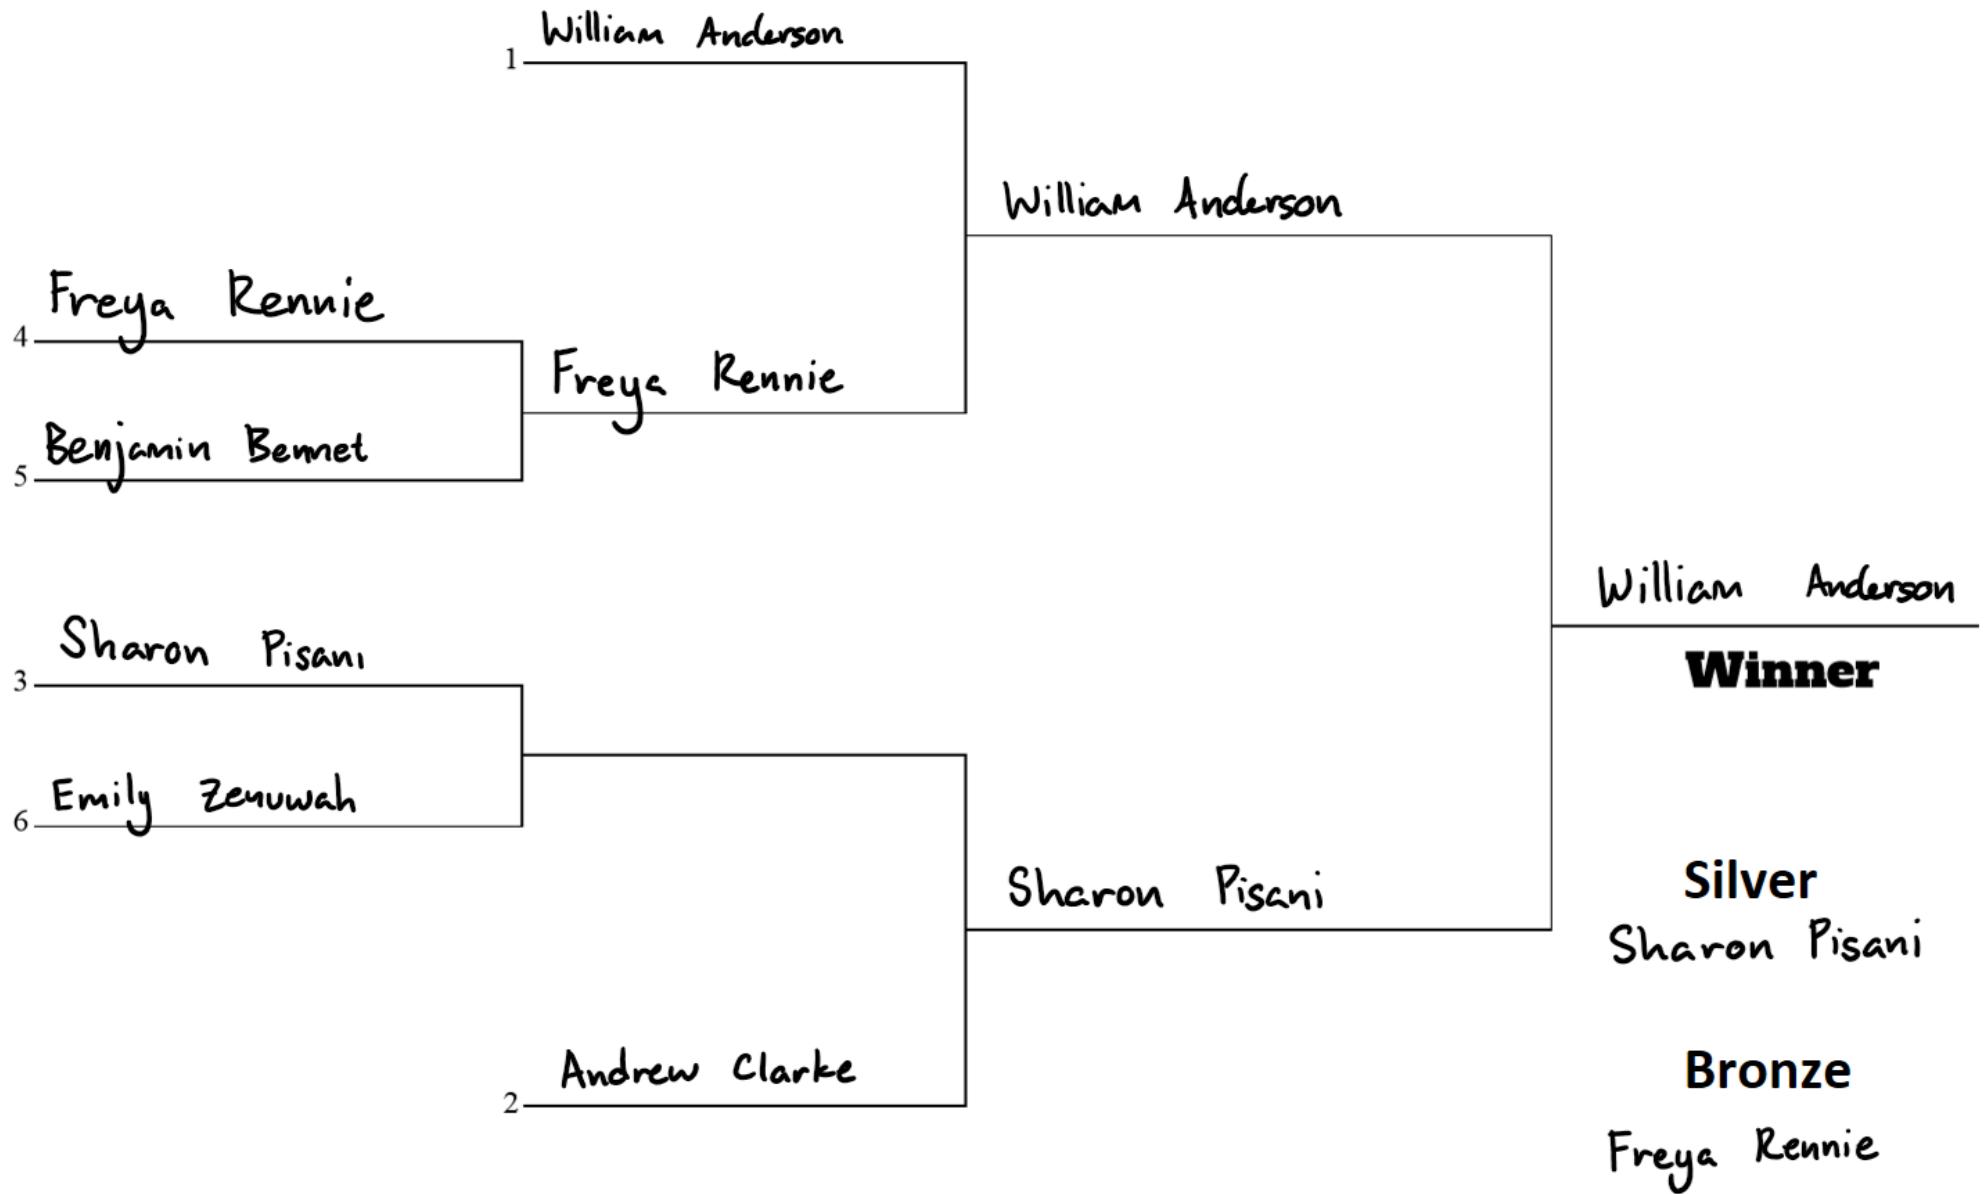 William Anderson
1
William Anderson
Freya Rennie
4
Freya Rennie
Benjamin Bennet
5
William Anderson
Winner
Sharon Pisani
3
Emily Zenuwah
6
Sharon Pisani
Silver
Sharon Pisani
Andrew Clarke
2
Bronze
Freya Rennie